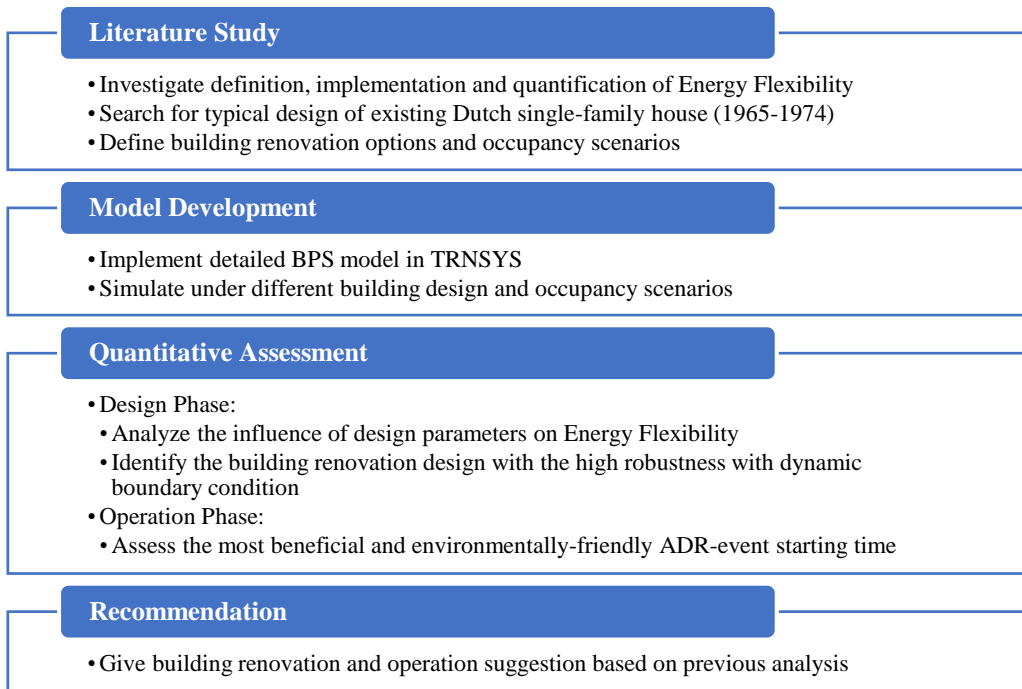 Literature Study
• Investigate definition, implementation and quantification of Energy Flexibility
• Search for typical design of existing Dutch single-family house (1965-1974)
• Define building renovation options and occupancy scenarios
Model Development
• Implement detailed BPS model in TRNSYS
• Simulate under different building design and occupancy scenarios
Quantitative Assessment
• Design Phase:
• Analyze the influence of design parameters on Energy Flexibility
• Identify the building renovation design with the high robustness with dynamic
boundary condition
• Operation Phase:
• Assess the most beneficial and environmentally-friendly ADR-event starting time
Recommendation
• Give building renovation and operation suggestion based on previous analysis